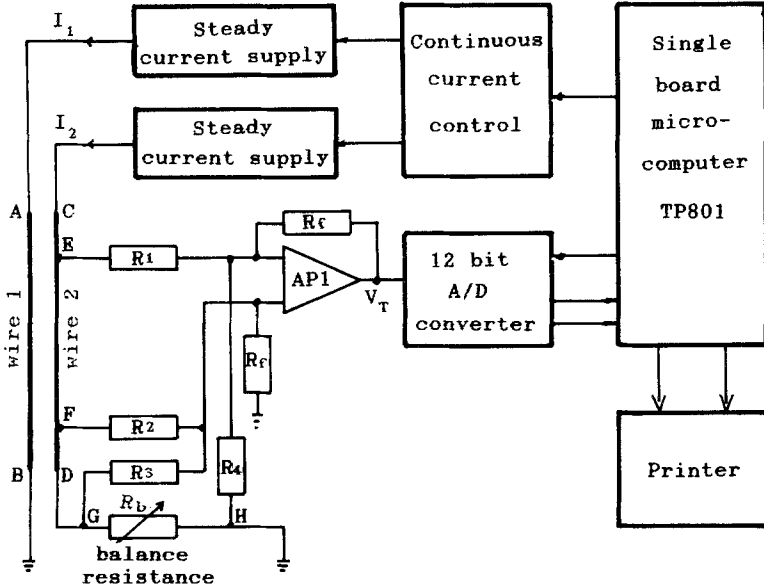 I1
Steady
current supply
Continuous
current
control
Single
board
micro-
computer
TP801
I2
Steady
current supply
A
C
E
R1
Rf
AP1
VT
12 bit
A/D
converter
wire 1
wire 2
Rf
F
R2
B
D
R3
R4
G
Rb
H
balance
resistance
Printer